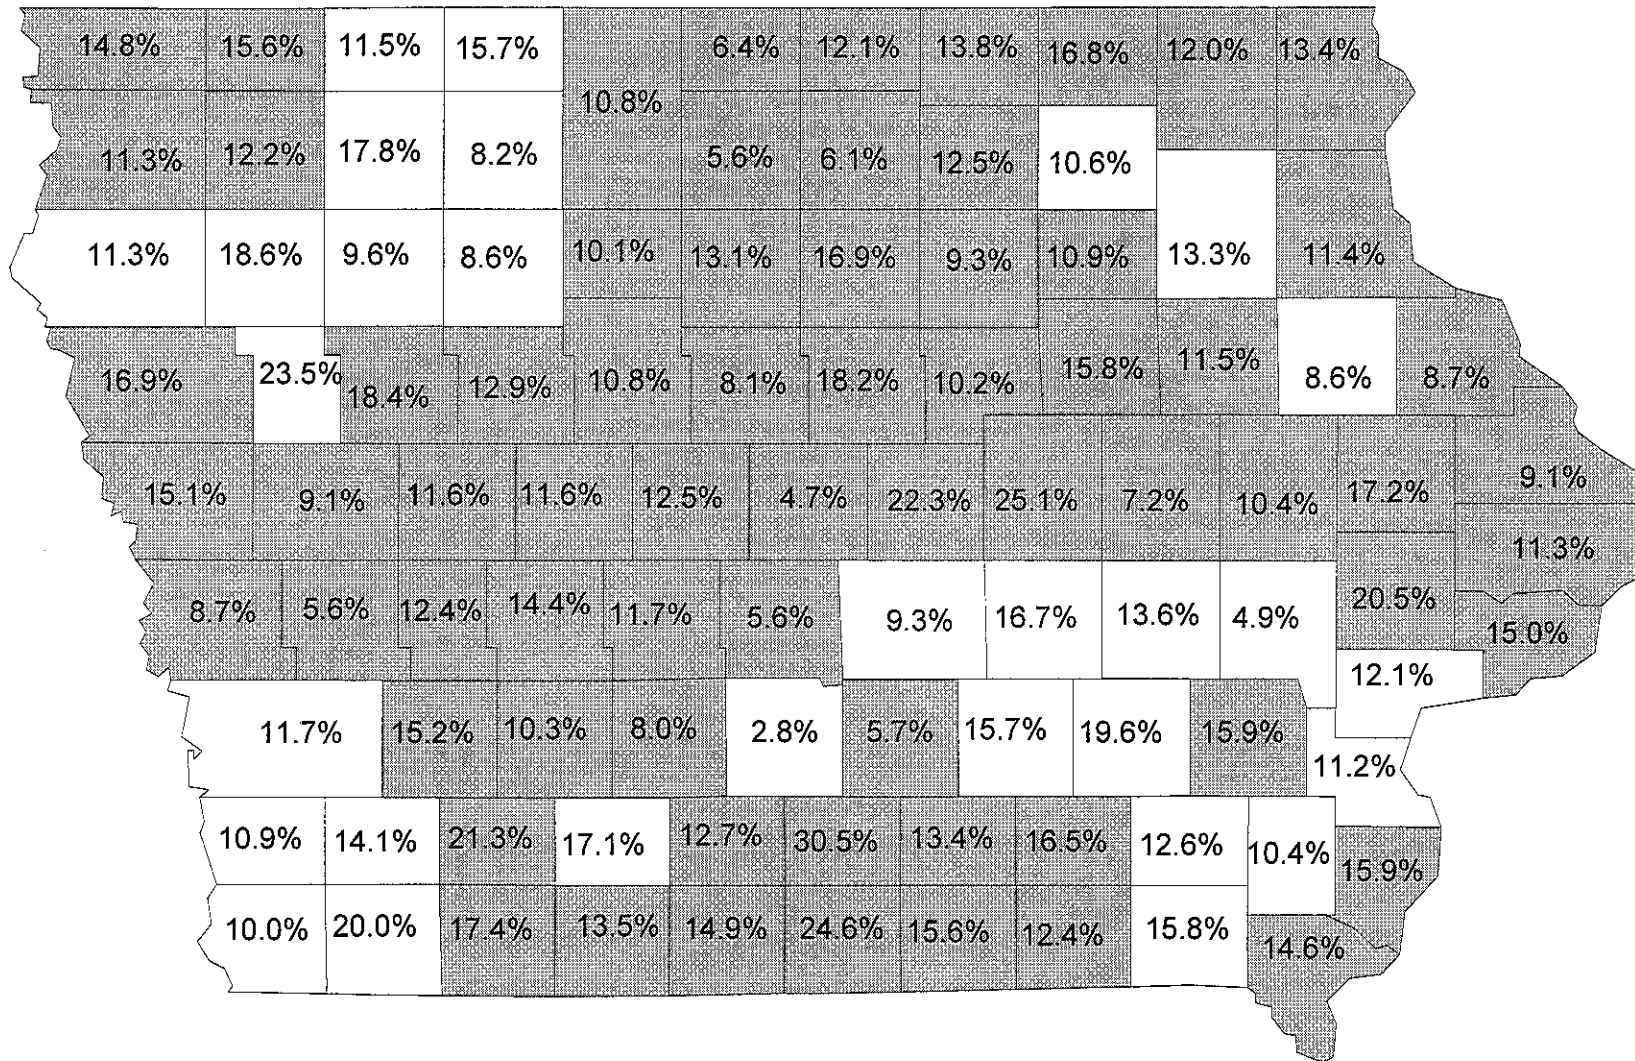 14.8% 15.6% 11.5% 15.7% 6.4% 12.1% 13.8% 16.8% 12.0% 13.4%
10.8%
11.3% 12.2% 17.8% 8.2% 5.6% 6.1% 12.5% 10.6%
11.3% 18.6% 9.6% 8.6% 10.1% 13.1% 16.9% 9.3% 10.9% 13.3% 11.4%
16.9% 23.5% 18.4% 12.9% 10.8% 8.1% 18.2% 10.2% 15.8% 11.5% 8.6% 8.7%
15.1% 9.1% 11.6% 11.6% 12.5% 4.7% 22.3% 25.1% 7.2% 10.4% 17.2% 9.1%
11.3%
8.7% 5.6% 12.4% 14.4% 11.7% 5.6% 9.3% 16.7% 13.6% 4.9% 20.5% 15.0%
12.1%
11.7% 15.2% 10.3% 8.0% 2.8% 5.7% 15.7% 19.6% 15.9% 11.2%
10.9% 14.1% 21.3% 17.1% 12.7% 30.5% 13.4% 16.5% 12.6% 10.4% 15.9%
10.0% 20.0% 17.4% 13.5% 14.9% 24.6% 15.6% 12.4% 15.8% 14.6%